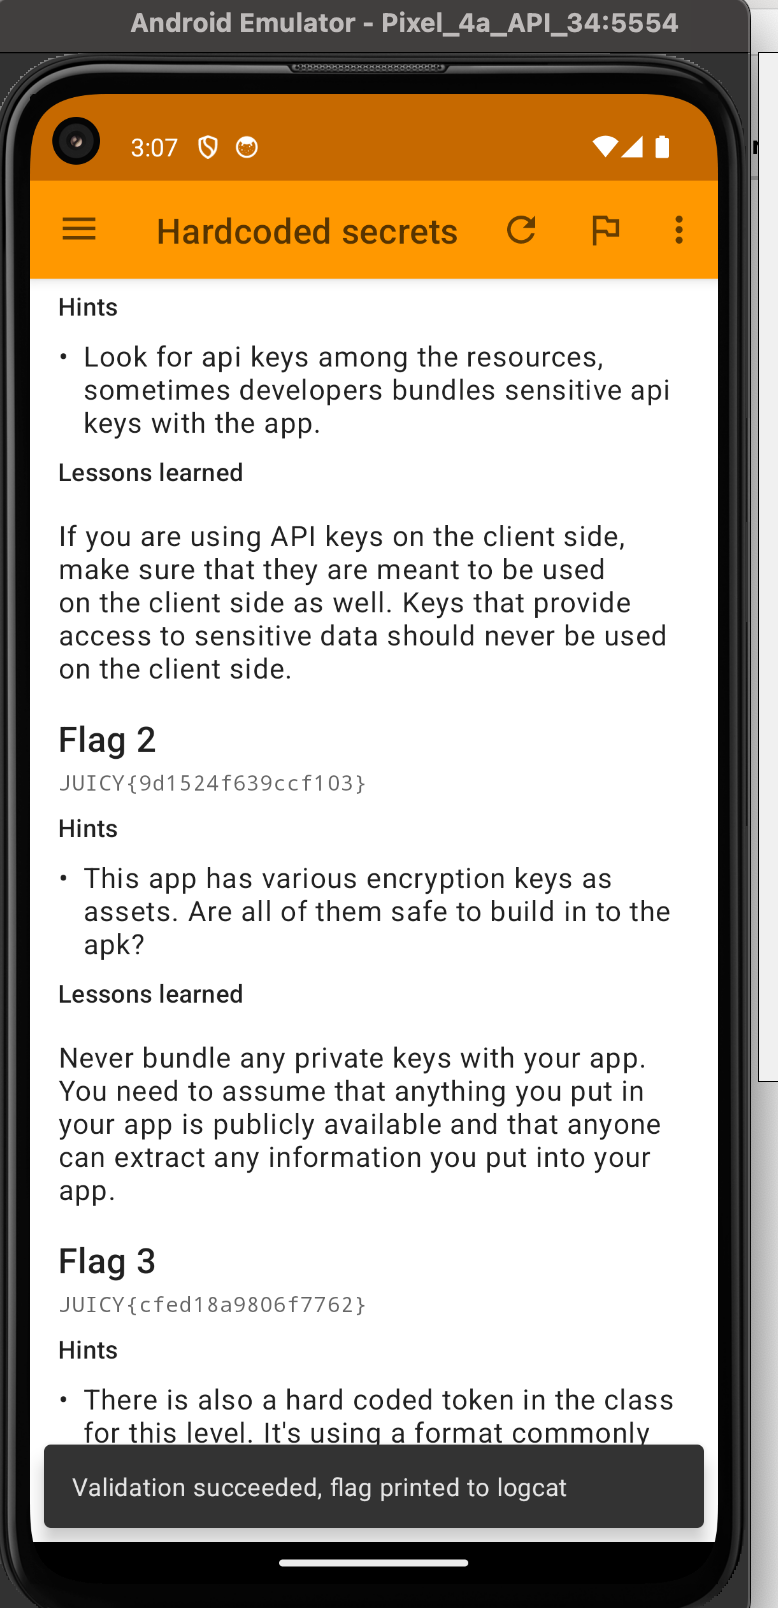 Android Emulator - Pixel_4a_API_34:5554
3:07
Hardcoded secrets
Hints
• Look for api keys among the resources,
sometimes developers bundles sensitive api
keys with the app.
Lessons learned
If you are using API keys on the client side,
make sure that they are meant to be used
on the client side as well. Keys that provide
access to sensitive data should never be used
on the client side.
Flag 2
JUICY{9d1524f639ccf103}
Hints
• This app has various encryption keys as
assets. Are all of them safe to build in to the
apk?
Lessons learned
Never bundle any private keys with your app.
You need to assume that anything you put in
your app is publicly available and that anyone
can extract any information you put into your
app.
Flag 3
JUICY{cfed18a9806f7762}
Hints
• There is also a hard coded token in the class
for this level. It's using a format commonly
Validation succeeded, flag printed to logcat